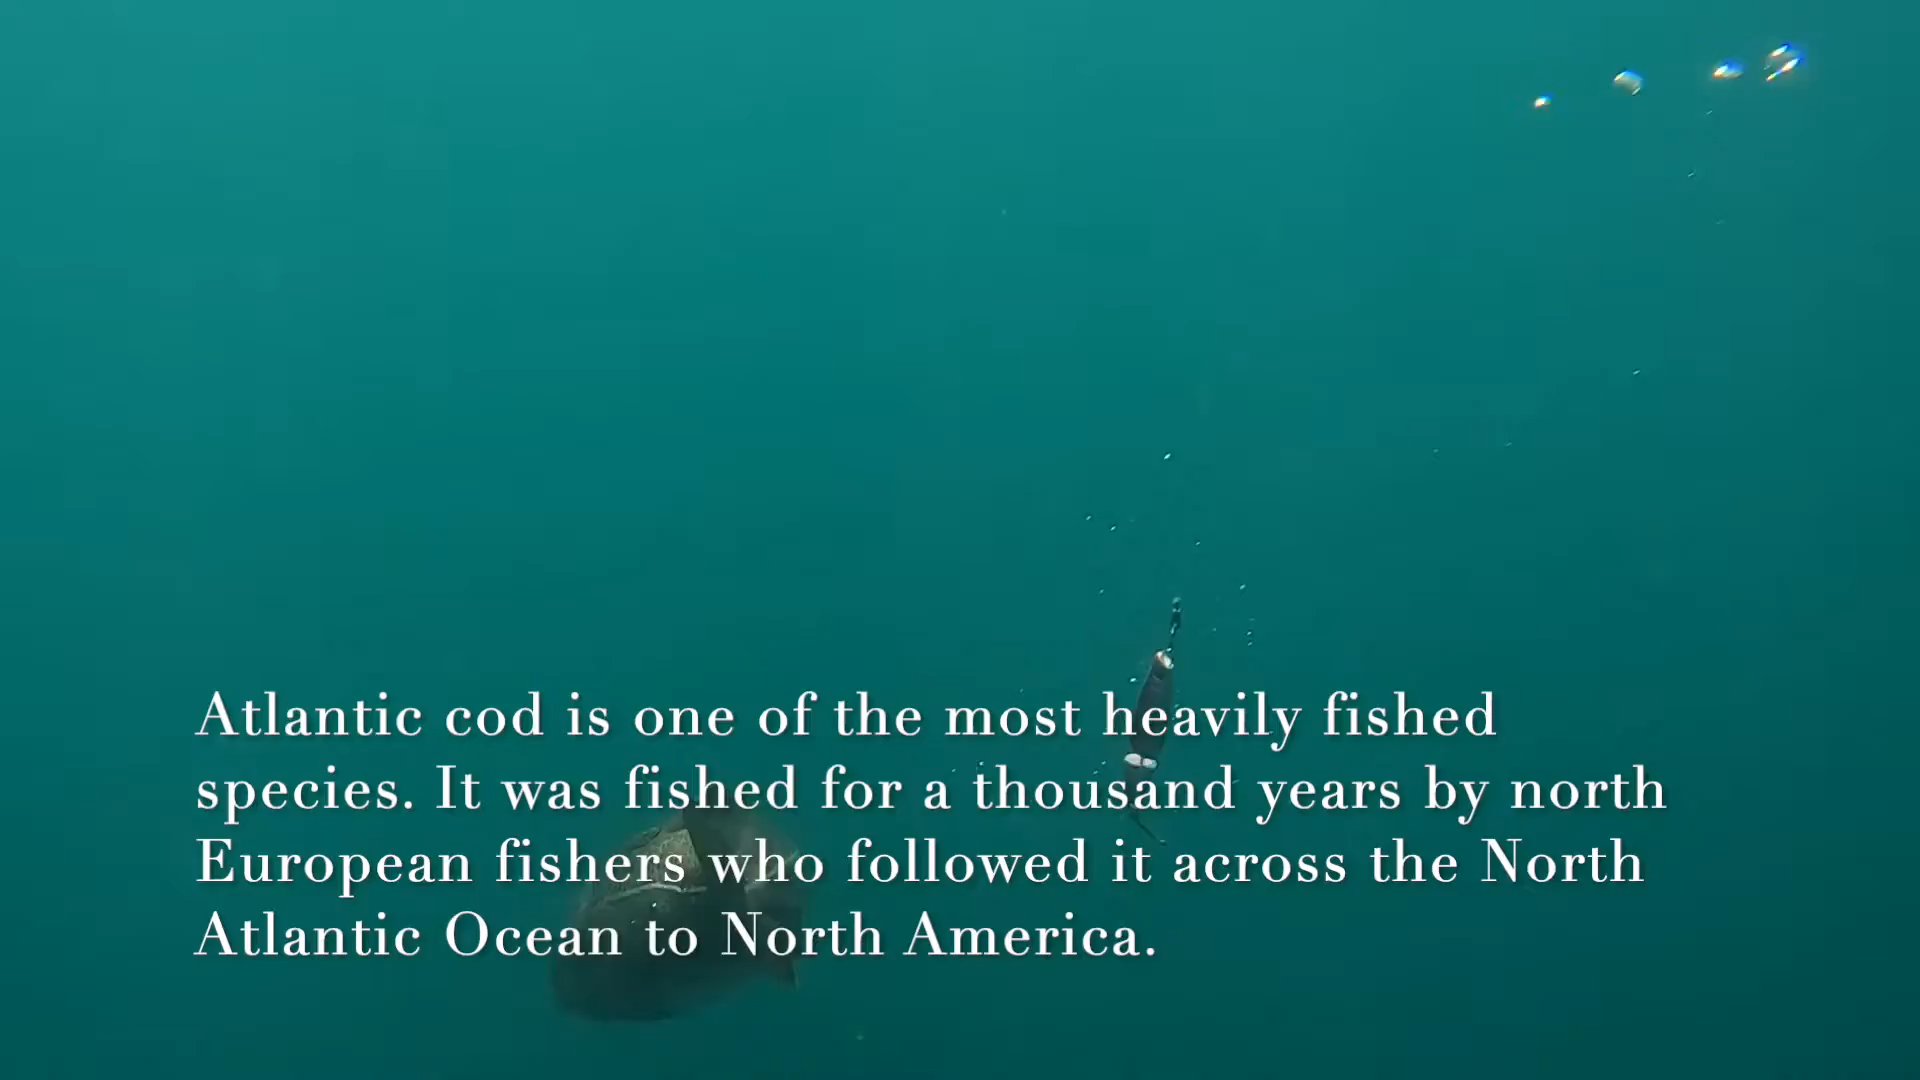 Atlantic cod is one of the most heavily fished
species. It was fished for a thousand years by north
European fishers who followed it across the North
Atlantic Ocean to North America.